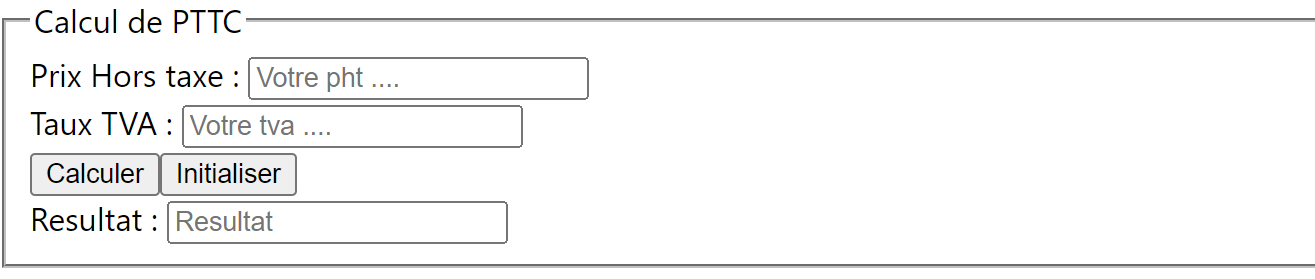 Calcul de PTTC
Prix Hors taxe : Votre pht ....
Taux TVA : Votre tva ....
Calculer Initialiser
Resultat : Resultat